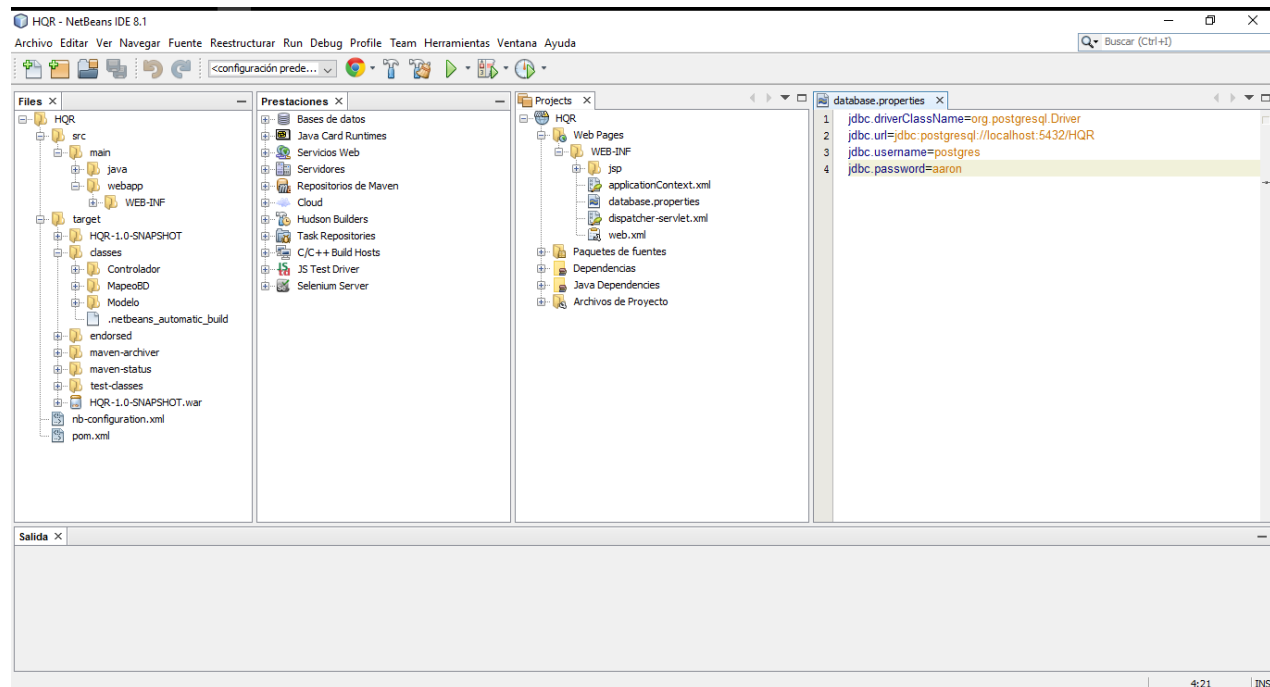 HQR - NetBeans IDE 8.1
Archivo Editar Ver Navegar Fuente Reestructurar Run Debug Profile Team Herramientas Ventana Ayuda
Buscar (Ctrl+I)
<configuración prede...
Files
HQR
src
main
java
webapp
WEB-INF
target
HQR-1.0-SNAPSHOT
classes
Controlador
MapeoBD
Modelo
.netbeans_automatic_build
endorsed
maven-archiver
maven-status
test-classes
HQR-1.0-SNAPSHOT.war
nb-configuration.xml
pom.xml
Prestaciones
Bases de datos
Java Card Runtimes
Servicios Web
Servidores
Repositorios de Maven
Cloud
Hudson Builders
Task Repositories
C/C++ Build Hosts
JS Test Driver
Selenium Server
Projects
HQR
Web Pages
WEB-INF
jsp
applicationContext.xml
database.properties
dispatcher-servlet.xml
web.xml
Paquetes de fuentes
Dependencias
Java Dependencies
Archivos de Proyecto
database.properties
1 jdbc.driverClassName=org.postgresql.Driver
2 jdbc.url=jdbc:postgresql://localhost:5432/HQR
3 jdbc.username=postgres
4 jdbc.password=aaron
Salida
4:21 INS